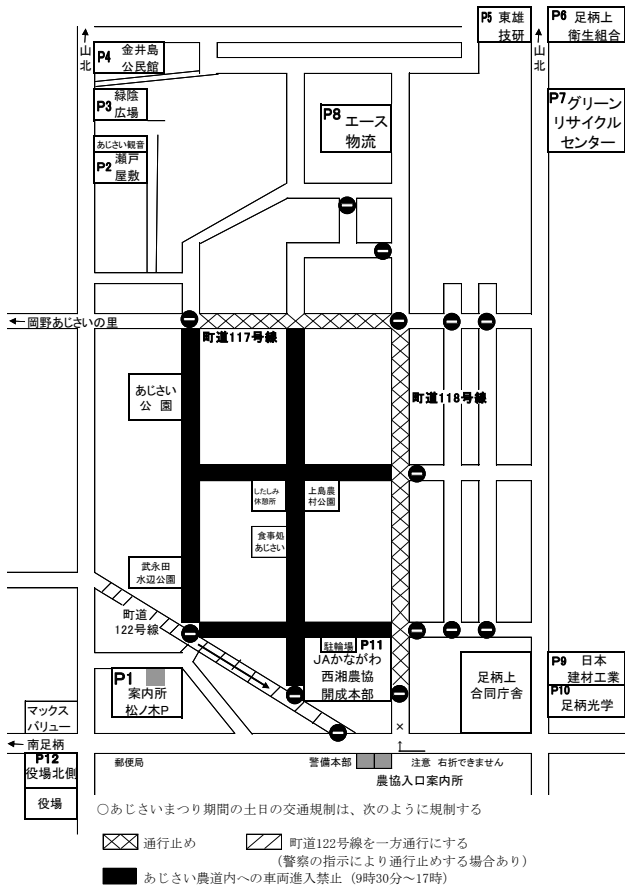 P5 東雄
技研
P6 足柄上
衛生組合
↑
山
北
↑
山
北
P4 金井島
公民館
P3 緑陰
広場
あじさい観音
P2 瀬戸
屋敷
P8 エース
物流
P7 グリーン
リサイクル
センター
←岡野あじさいの里
町道117号線
町道118号線
あじさい
公 園
したしみ
休憩所
上島農
村公園
食事処
あじさい
武永田
水辺公園
町道
122号線
駐輪場 P11
JAかながわ
西湘農協
開成本部
P1
案内所
松ノ木P
足柄上
合同庁舎
P9 日本
建材工業
P10
足柄光学
マックス
バリュー
×
←南足柄
P12
役場北側
役場
郵便局
警備本部
注意 右折できません
農協入口案内所
○あじさいまつり期間の土日の交通規制は、次のように規制する
通行止め
町道122号線を一方通行にする
(警察の指示により通行止めする場合あり)
あじさい農道内への車両進入禁止(9時30分～17時)